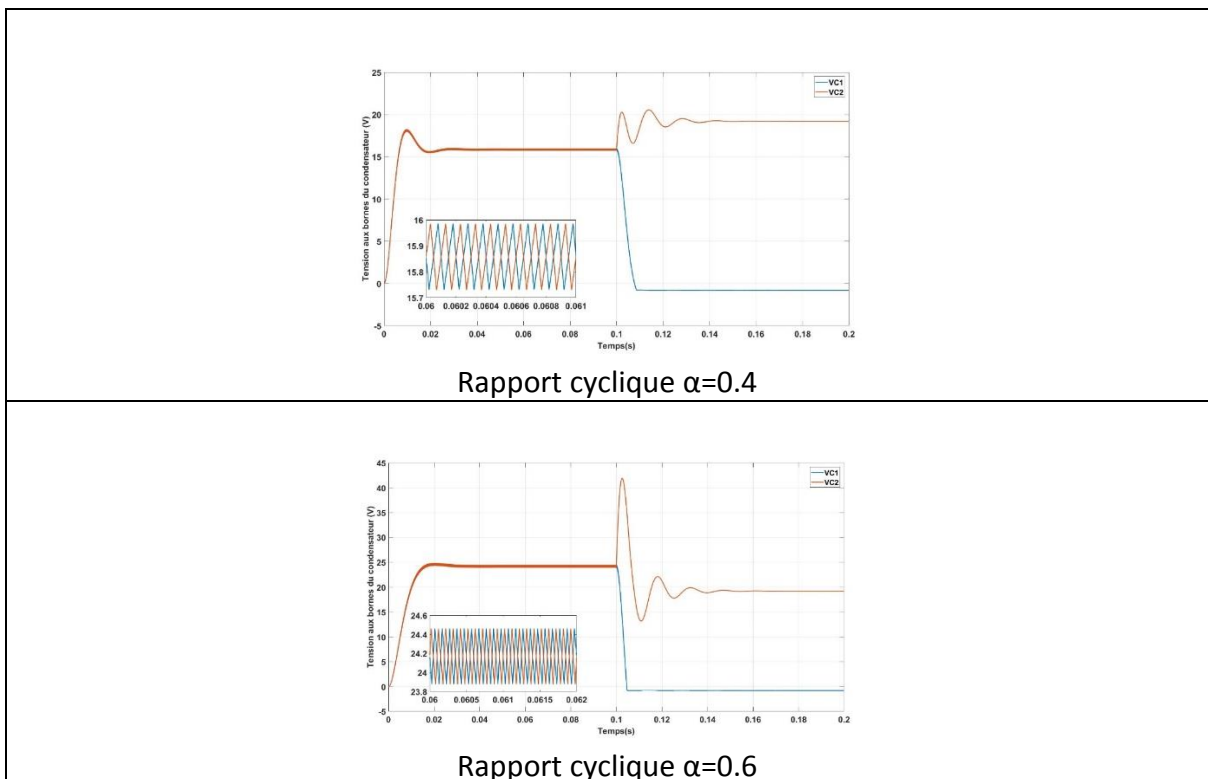 25
20
15
10
5
0
-5
Tension aux bornes du condensateur (V)
VC1
VC2
16
15.9
15.8
15.7
0.06 0.0602 0.0604 0.0606 0.0608 0.061
0 0.02 0.04 0.06 0.08 0.1 0.12 0.14 0.16 0.18 0.2
Temps(s)
Rapport cyclique α=0.4
45
40
35
30
25
20
15
10
5
0
-5
Tension aux bornes du condensateur (V)
VC1
VC2
24.6
24.4
24.2
24
23.8
0.06 0.0605 0.061 0.0615 0.062
0 0.02 0.04 0.06 0.08 0.1 0.12 0.14 0.16 0.18 0.2
Temps(s)
Rapport cyclique α=0.6